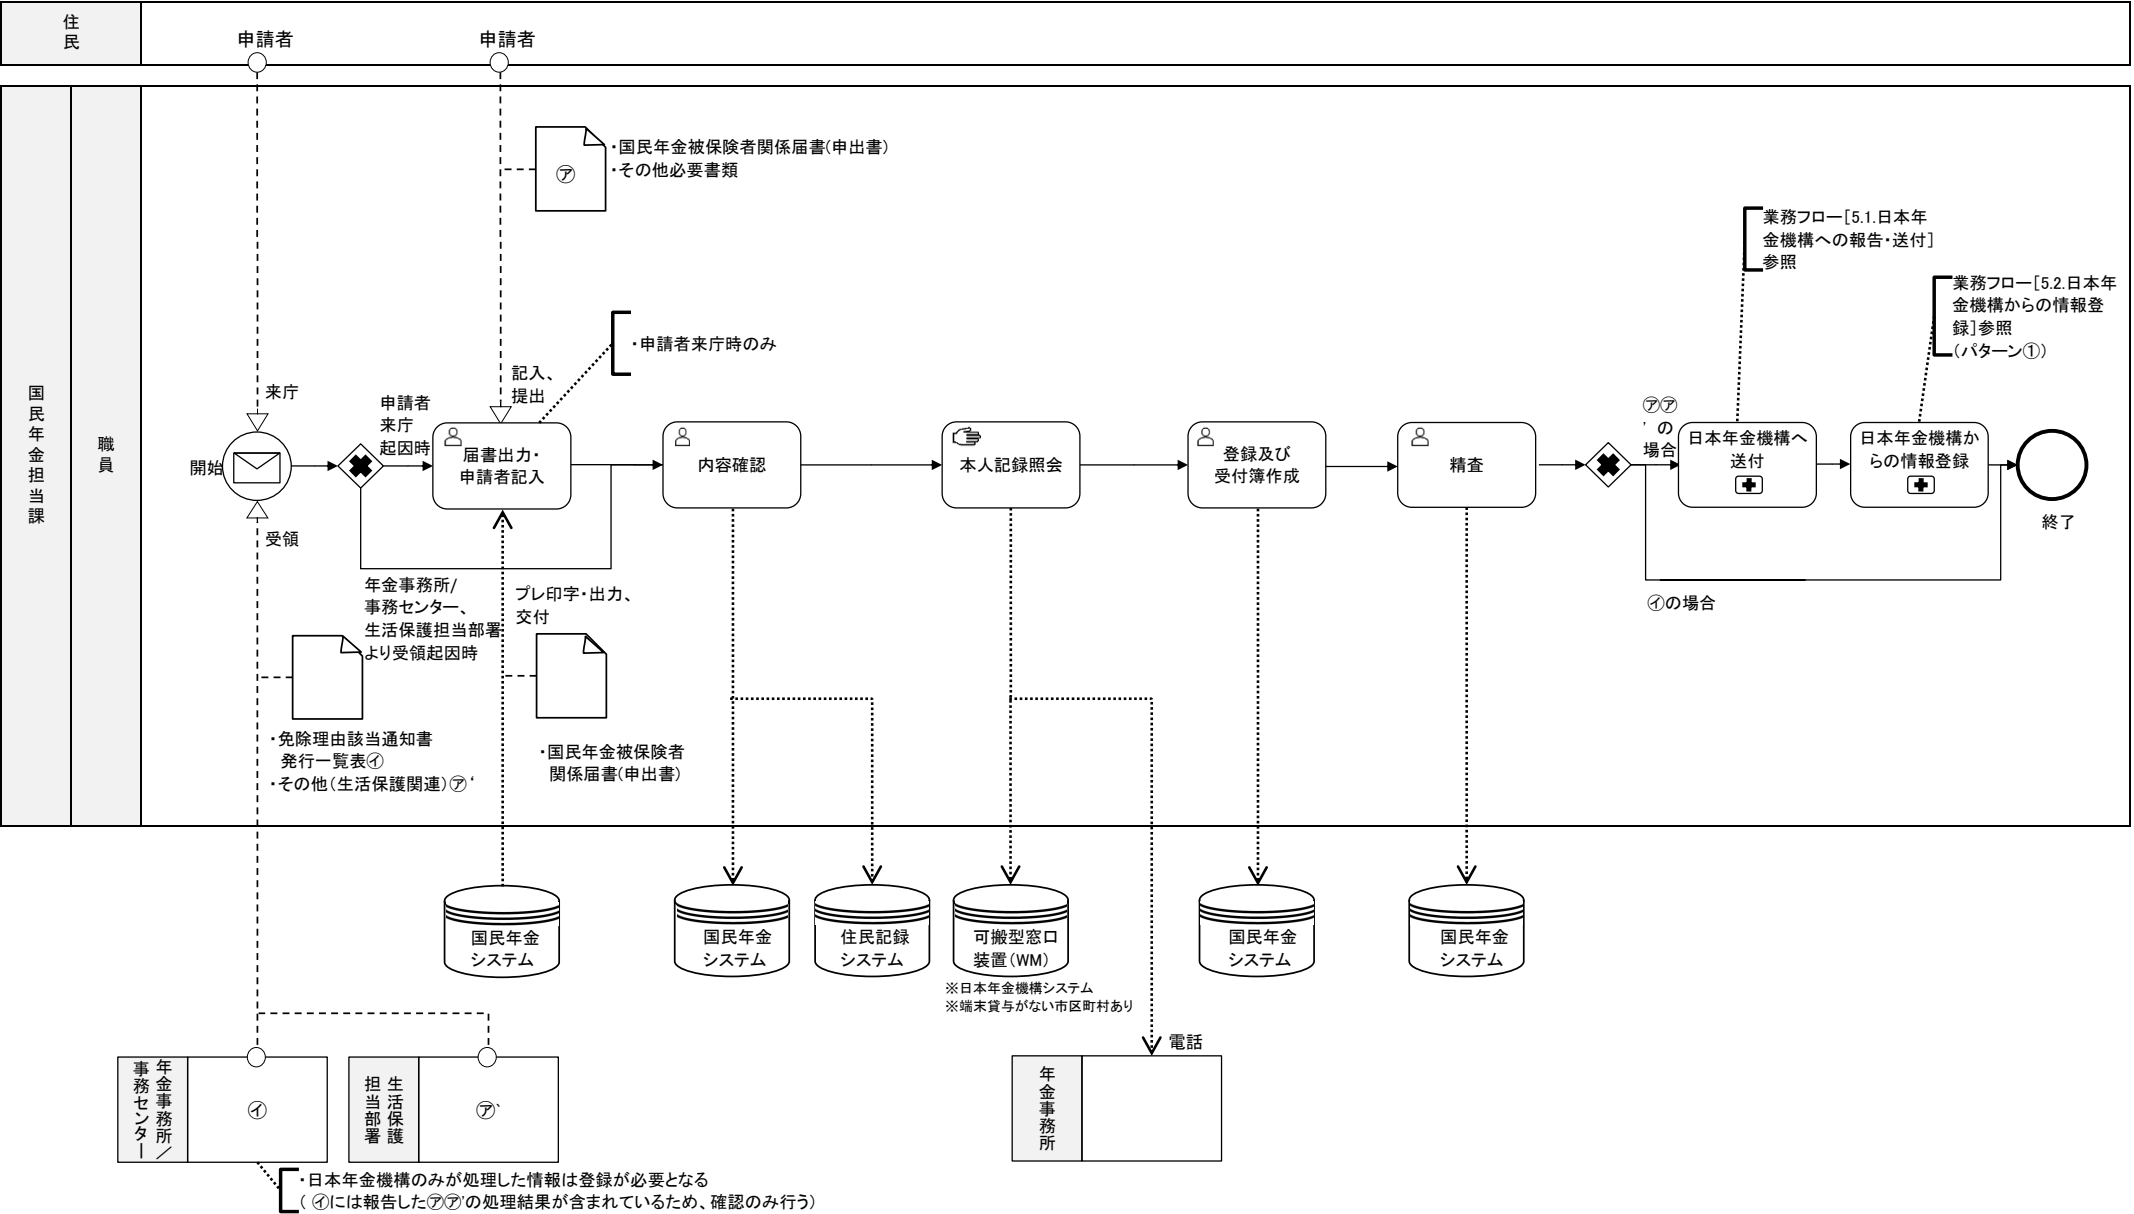 住
民
申請者
申請者
国民年金担当課
職員
㋐
・国民年金被保険者関係届書(申出書)
・その他必要書類
業務フロー[5.1.日本年
金機構への報告・送付]
参照
業務フロー[5.2.日本年
金機構からの情報登
録]参照
(パターン①)
・申請者来庁時のみ
来庁
申請者
来庁
起因時
記入、
提出
開始
届書出力・
申請者記入
内容確認
本人記録照会
登録及び
受付簿作成
精査
㋐㋐
’の
場合
日本年金機構へ
送付
日本年金機構か
らの情報登録
終了
受領
年金事務所/
事務センター、
生活保護担当部署
より受領起因時
プレ印字・出力、
交付
㋑の場合
・免除理由該当通知書
発行一覧表㋑
・その他(生活保護関連)㋐‘
・国民年金被保険者
関係届書(申出書)
国民年金
システム
国民年金
システム
住民記録
システム
可搬型窓口
装置(WM)
※日本年金機構システム
※端末貸与がない市区町村あり
国民年金
システム
国民年金
システム
電話
年金事務所/
事務センター
㋑
生活保護
担当部署
㋐‵
年金事務所
・日本年金機構のみが処理した情報は登録が必要となる
( ㋑には報告した㋐㋐’の処理結果が含まれているため、確認のみ行う)